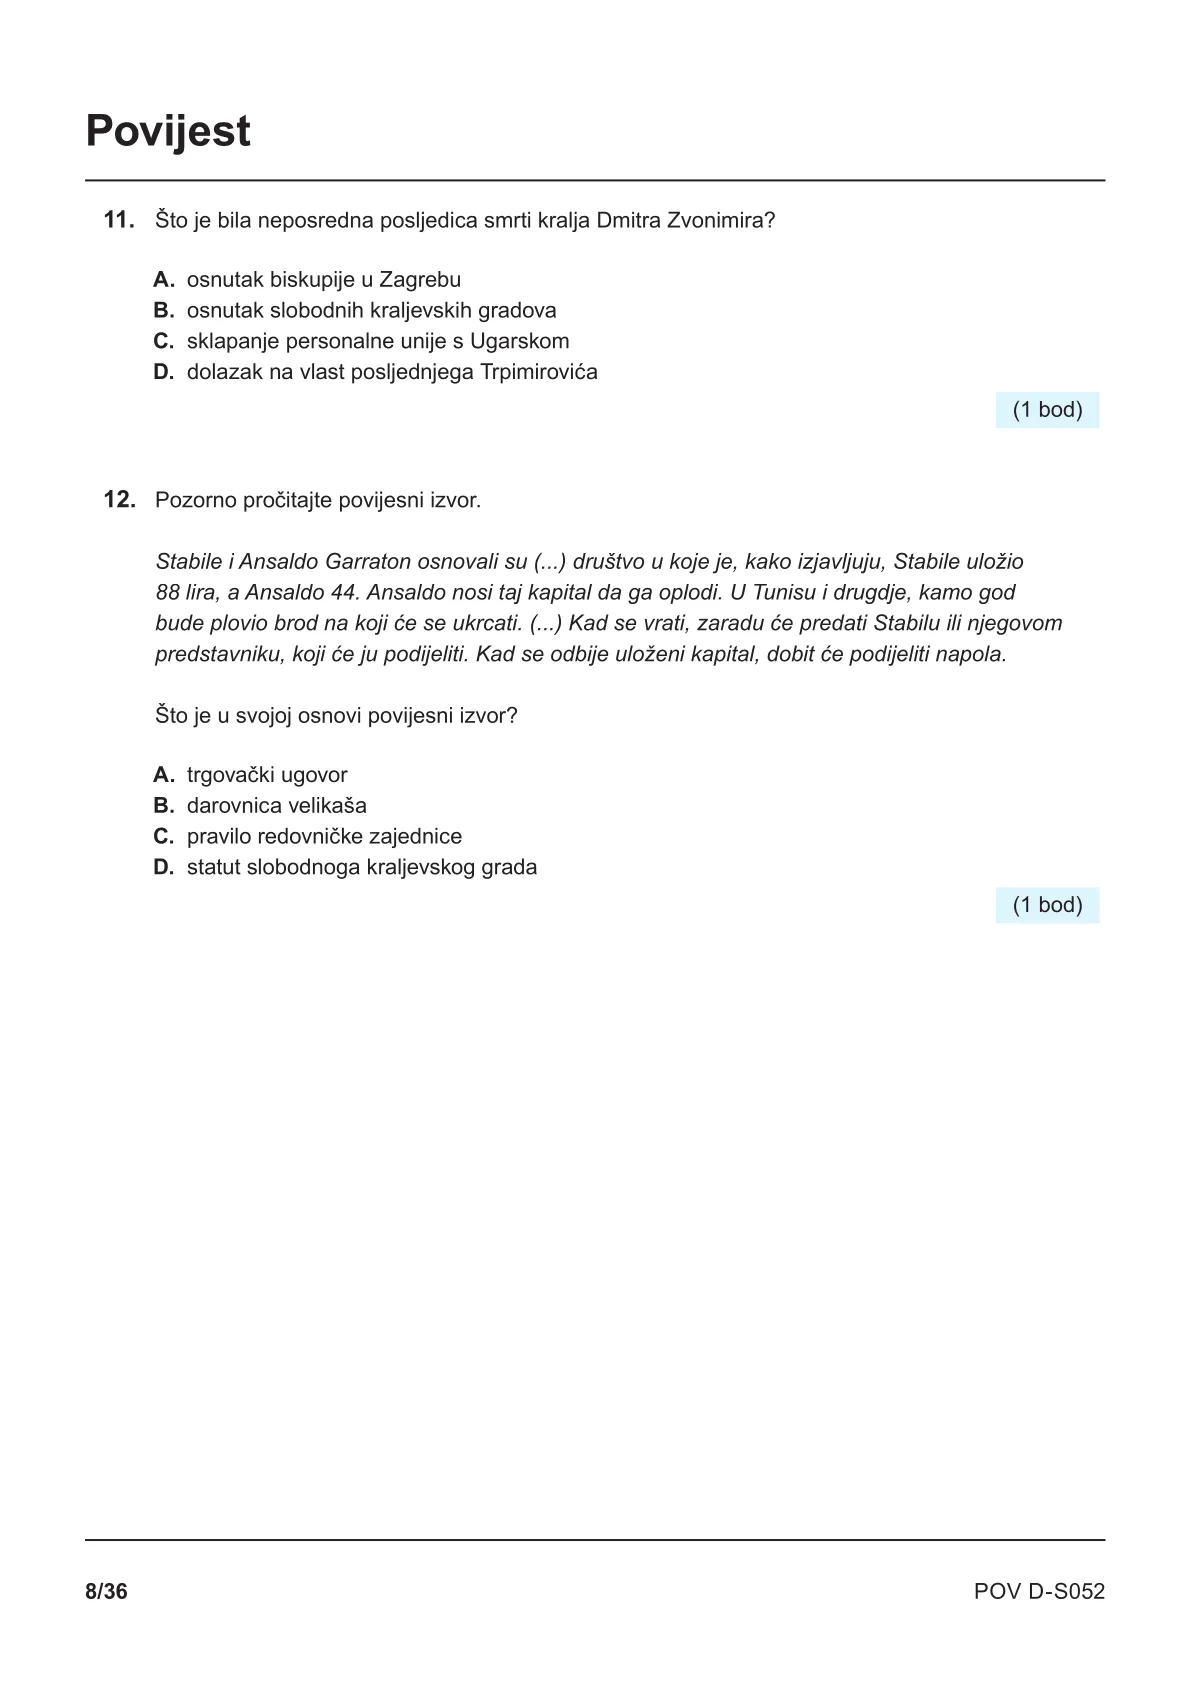 Povijest
11. Što je bila neposredna posljedica smrti kralja Dmitra Zvonimira?
A. osnutak biskupije u Zagrebu
B. osnutak slobodnih kraljevskih gradova
C. sklapanje personalne unije s Ugarskom
D. dolazak na vlast posljednjega Trpimirovića
(1 bod)
12. Pozorno pročitajte povijesni izvor.
Stabile i Ansaldo Garraton osnovali su (...) društvo u koje je, kako izjavljuju, Stabile uložio
88 lira, a Ansaldo 44. Ansaldo nosi taj kapital da ga oplodi. U Tunisu i drugdje, kamo god
bude plovio brod na koji će se ukrcati. (...) Kad se vrati, zaradu će predati Stabilu ili njegovom
predstavniku, koji će ju podijeliti. Kad se odbije uloženi kapital, dobit će podijeliti napola.
Što je u svojoj osnovi povijesni izvor?
A. trgovački ugovor
B. darovnica velikaša
C. pravilo redovničke zajednice
D. statut slobodnoga kraljevskog grada
(1 bod)
8/36
POV D-S052